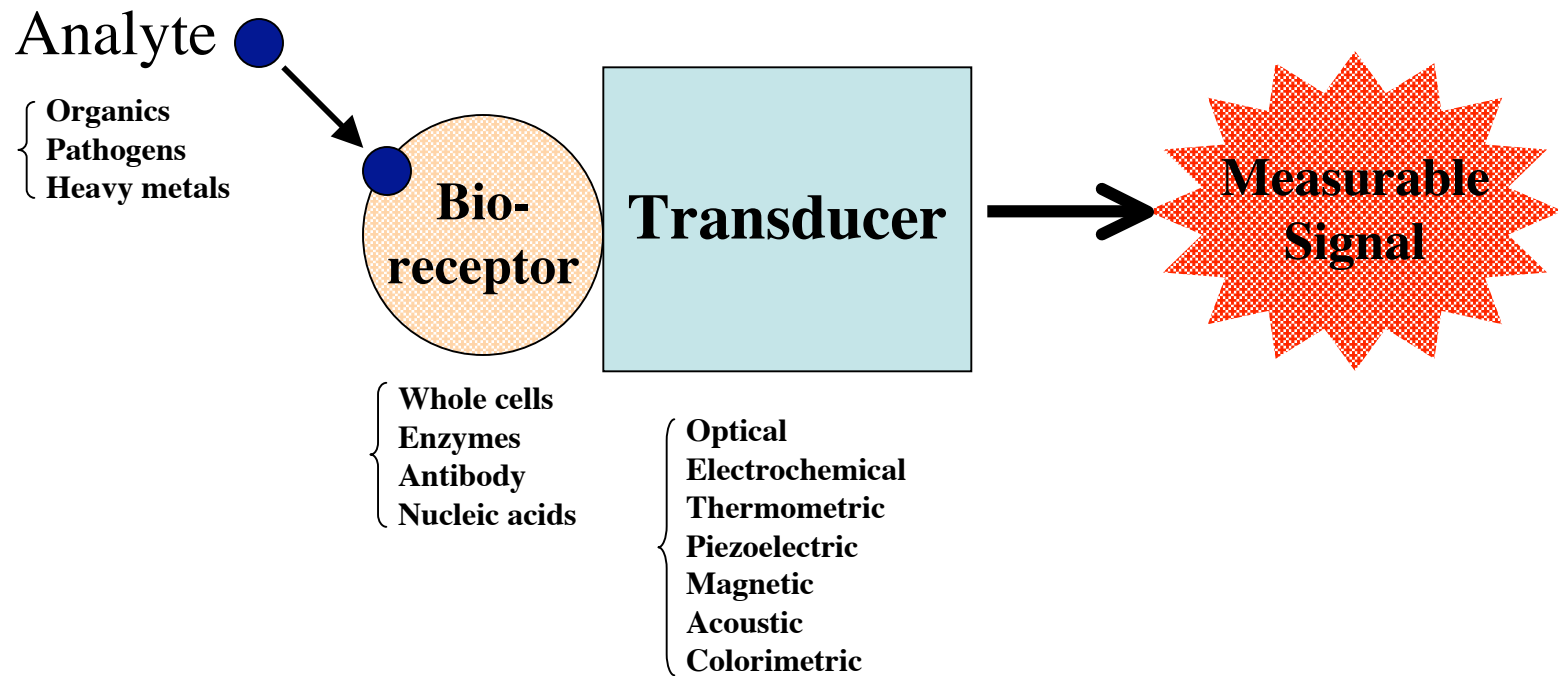 Analyte
Organics
Pathogens
Heavy metals
Bio-
receptor
Whole cells
Enzymes
Antibody
Nucleic acids
Transducer
Optical
Electrochemical
Thermometric
Piezoelectric
Magnetic
Acoustic
Colorimetric
Measurable
Signal